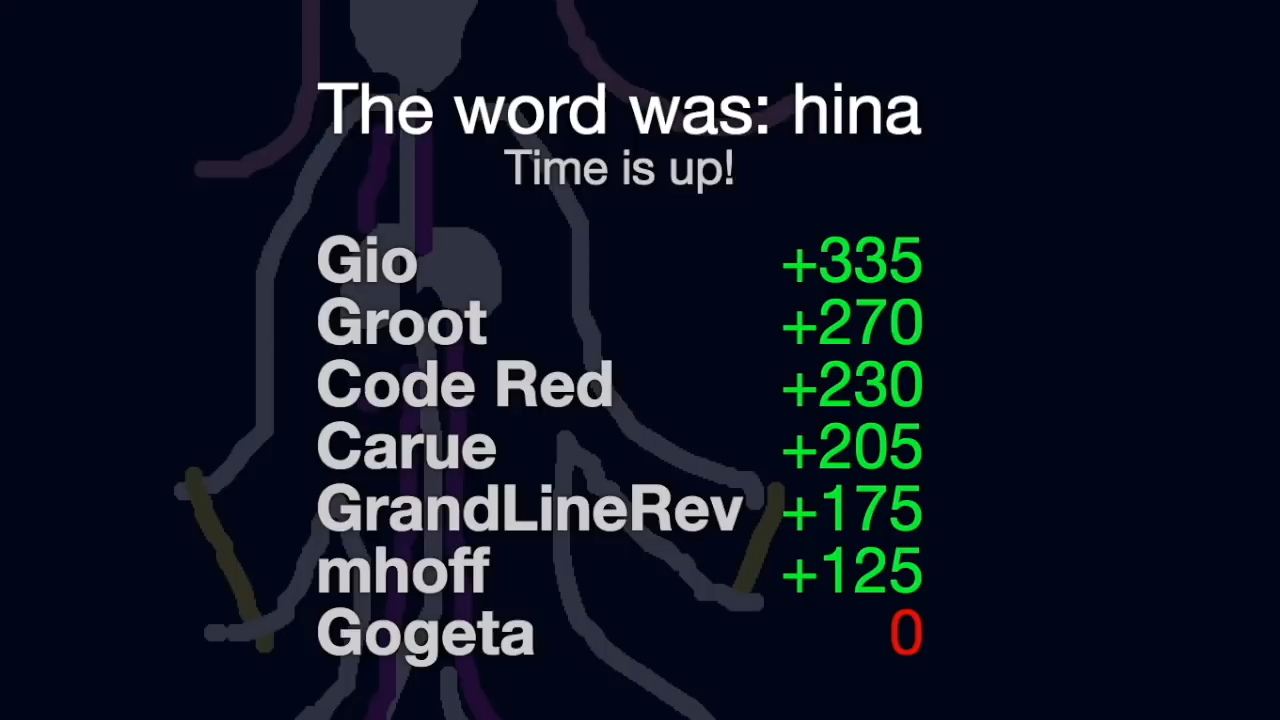 The word was: hina
Time is up!
Gio +335
Groot +270
Code Red +230
Carue +205
GrandLineRev +175
mhoff +125
Gogeta 0